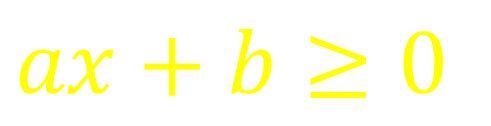 ax + b ≥ 0